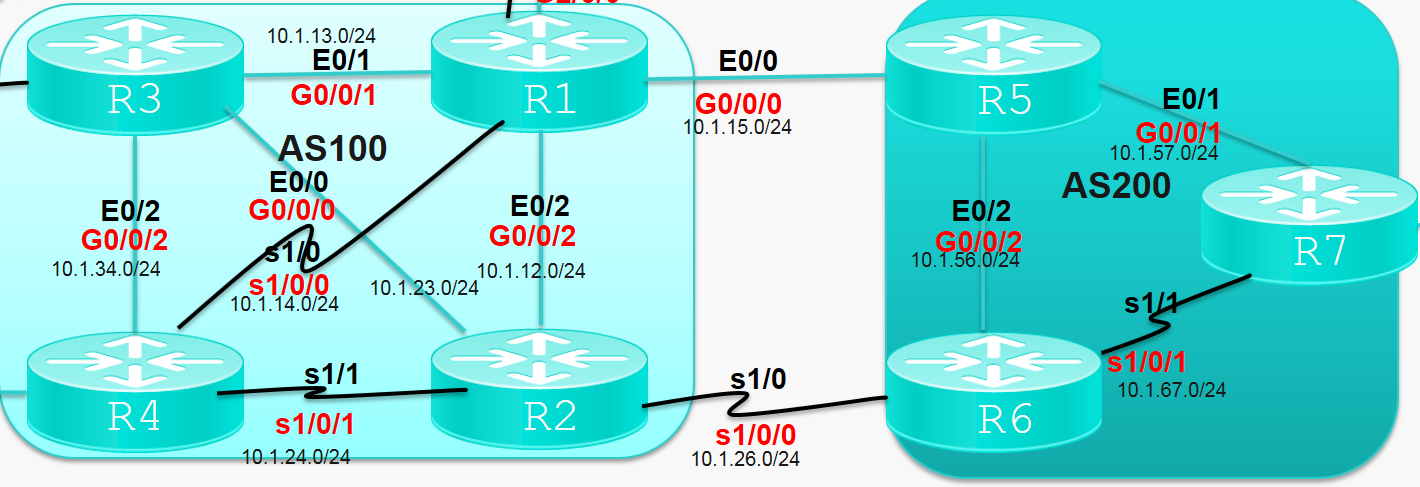 G2/0/0
10.1.13.0/24
E0/1
G0/0/1
R3
R1
E0/0
G0/0/0
10.1.15.0/24
R5
E0/1
G0/0/1
10.1.57.0/24
AS100
AS200
E0/0
G0/0/0
E0/2
G0/0/2
10.1.34.0/24
s1/0
s1/0/0
10.1.14.0/24
10.1.23.0/24
E0/2
G0/0/2
10.1.12.0/24
E0/2
G0/0/2
10.1.56.0/24
R7
s1/1
s1/0/1
10.1.67.0/24
R4
s1/1
s1/0/1
10.1.24.0/24
R2
s1/0
s1/0/0
10.1.26.0/24
R6